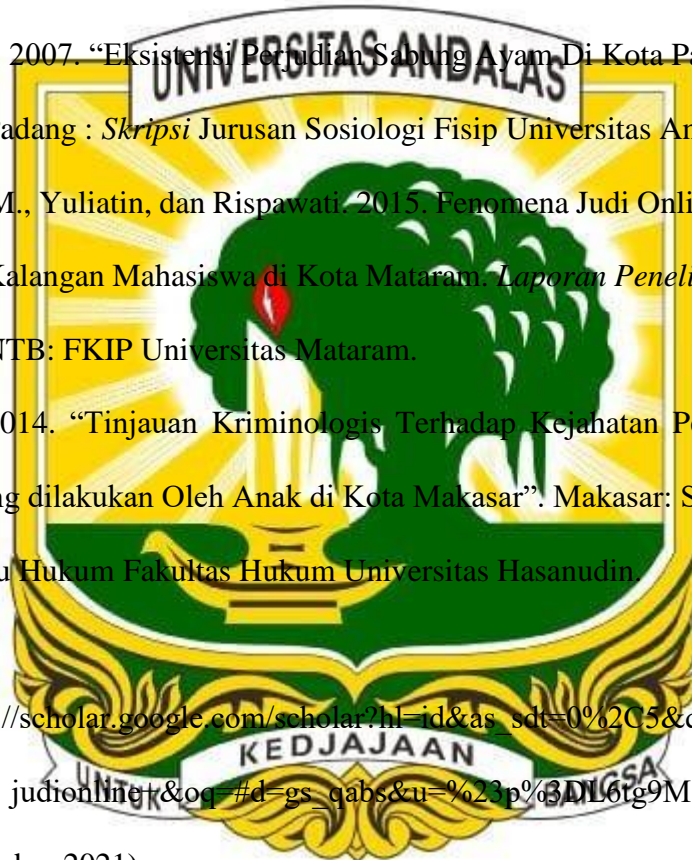 2007. “Eksistensi Perjudian Sabung Ayam Di Kota Pa
UNIVERSITAS ANDALAS
adang : Skripsi Jurusan Sosiologi Fisip Universitas An
M., Yuliatin, dan Rispawati. 2015. Fenomena Judi Onli
Kalangan Mahasiswa di Kota Mataram. Laporan Peneli
NTB: FKIP Universitas Mataram.
014. “Tinjauan Kriminologis Terhadap Kejahatan Pe
ng dilakukan Oleh Anak di Kota Makasar”. Makasar: S
u Hukum Fakultas Hukum Universitas Hasanudin.
://scholar.google.com/scholar?hl=id&as_sdt=0%2C5&
KEDJAJAAN
UNTUK BANGSA
judionline+&oq=#d=gs_qabs&u=%23p%3DL6tg9M
2021)